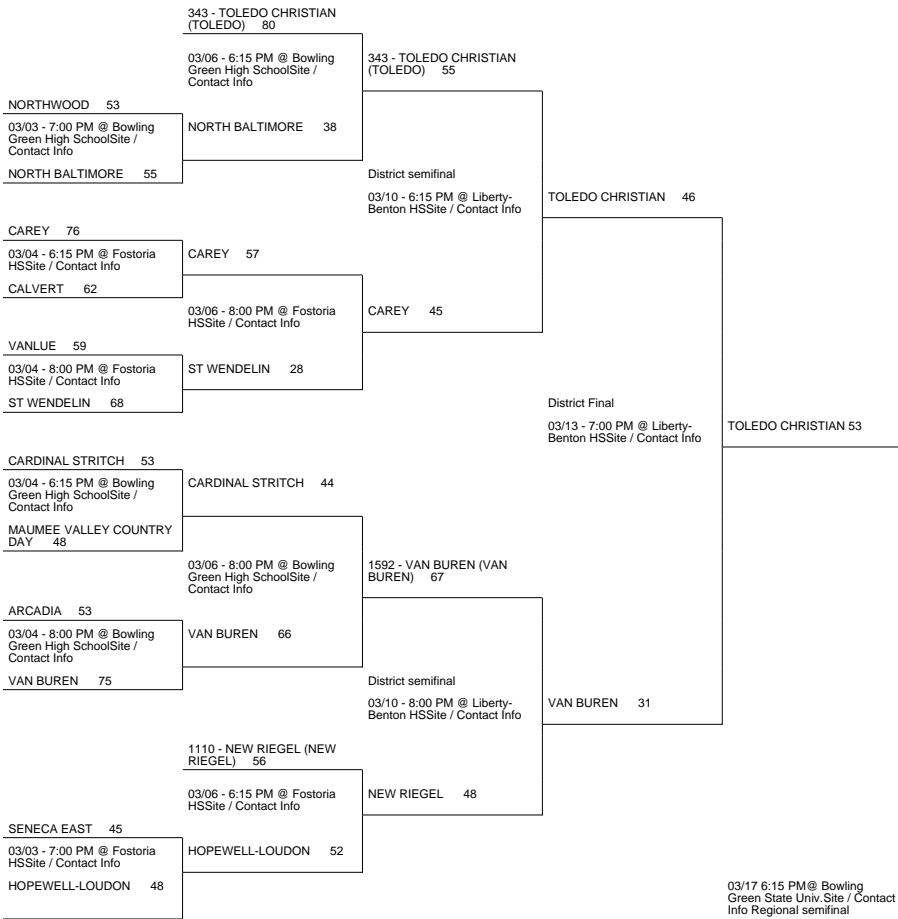 343 - TOLEDO CHRISTIAN
(TOLEDO) 80
03/06 - 6:15 PM @ Bowling
Green High SchoolSite /
Contact Info
343 - TOLEDO CHRISTIAN
(TOLEDO) 55
NORTHWOOD 53
03/03 - 7:00 PM @ Bowling
Green High SchoolSite /
Contact Info
NORTH BALTIMORE 38
NORTH BALTIMORE 55
District semifinal
03/10 - 6:15 PM @ Liberty-
Benton HSSite / Contact Info
TOLEDO CHRISTIAN 46
CAREY 76
03/04 - 6:15 PM @ Fostoria
HSSite / Contact Info
CAREY 57
CALVERT 62
03/06 - 8:00 PM @ Fostoria
HSSite / Contact Info
CAREY 45
VANLUE 59
03/04 - 8:00 PM @ Fostoria
HSSite / Contact Info
ST WENDELIN 28
ST WENDELIN 68
District Final
03/13 - 7:00 PM @ Liberty-
Benton HSSite / Contact Info
TOLEDO CHRISTIAN 53
CARDINAL STRITCH 53
03/04 - 6:15 PM @ Bowling
Green High SchoolSite /
Contact Info
CARDINAL STRITCH 44
MAUMEE VALLEY COUNTRY
DAY 48
03/06 - 8:00 PM @ Bowling
Green High SchoolSite /
Contact Info
1592 - VAN BUREN (VAN
BUREN) 67
ARCADIA 53
03/04 - 8:00 PM @ Bowling
Green High SchoolSite /
Contact Info
VAN BUREN 66
VAN BUREN 75
District semifinal
03/10 - 8:00 PM @ Liberty-
Benton HSSite / Contact Info
VAN BUREN 31
1110 - NEW RIEGEL (NEW
RIEGEL) 56
03/06 - 6:15 PM @ Fostoria
HSSite / Contact Info
NEW RIEGEL 48
SENECA EAST 45
03/03 - 7:00 PM @ Fostoria
HSSite / Contact Info
HOPEWELL-LOUDON 52
HOPEWELL-LOUDON 48
03/17 6:15 PM@ Bowling
Green State Univ.Site / Contact
Info Regional semifinal